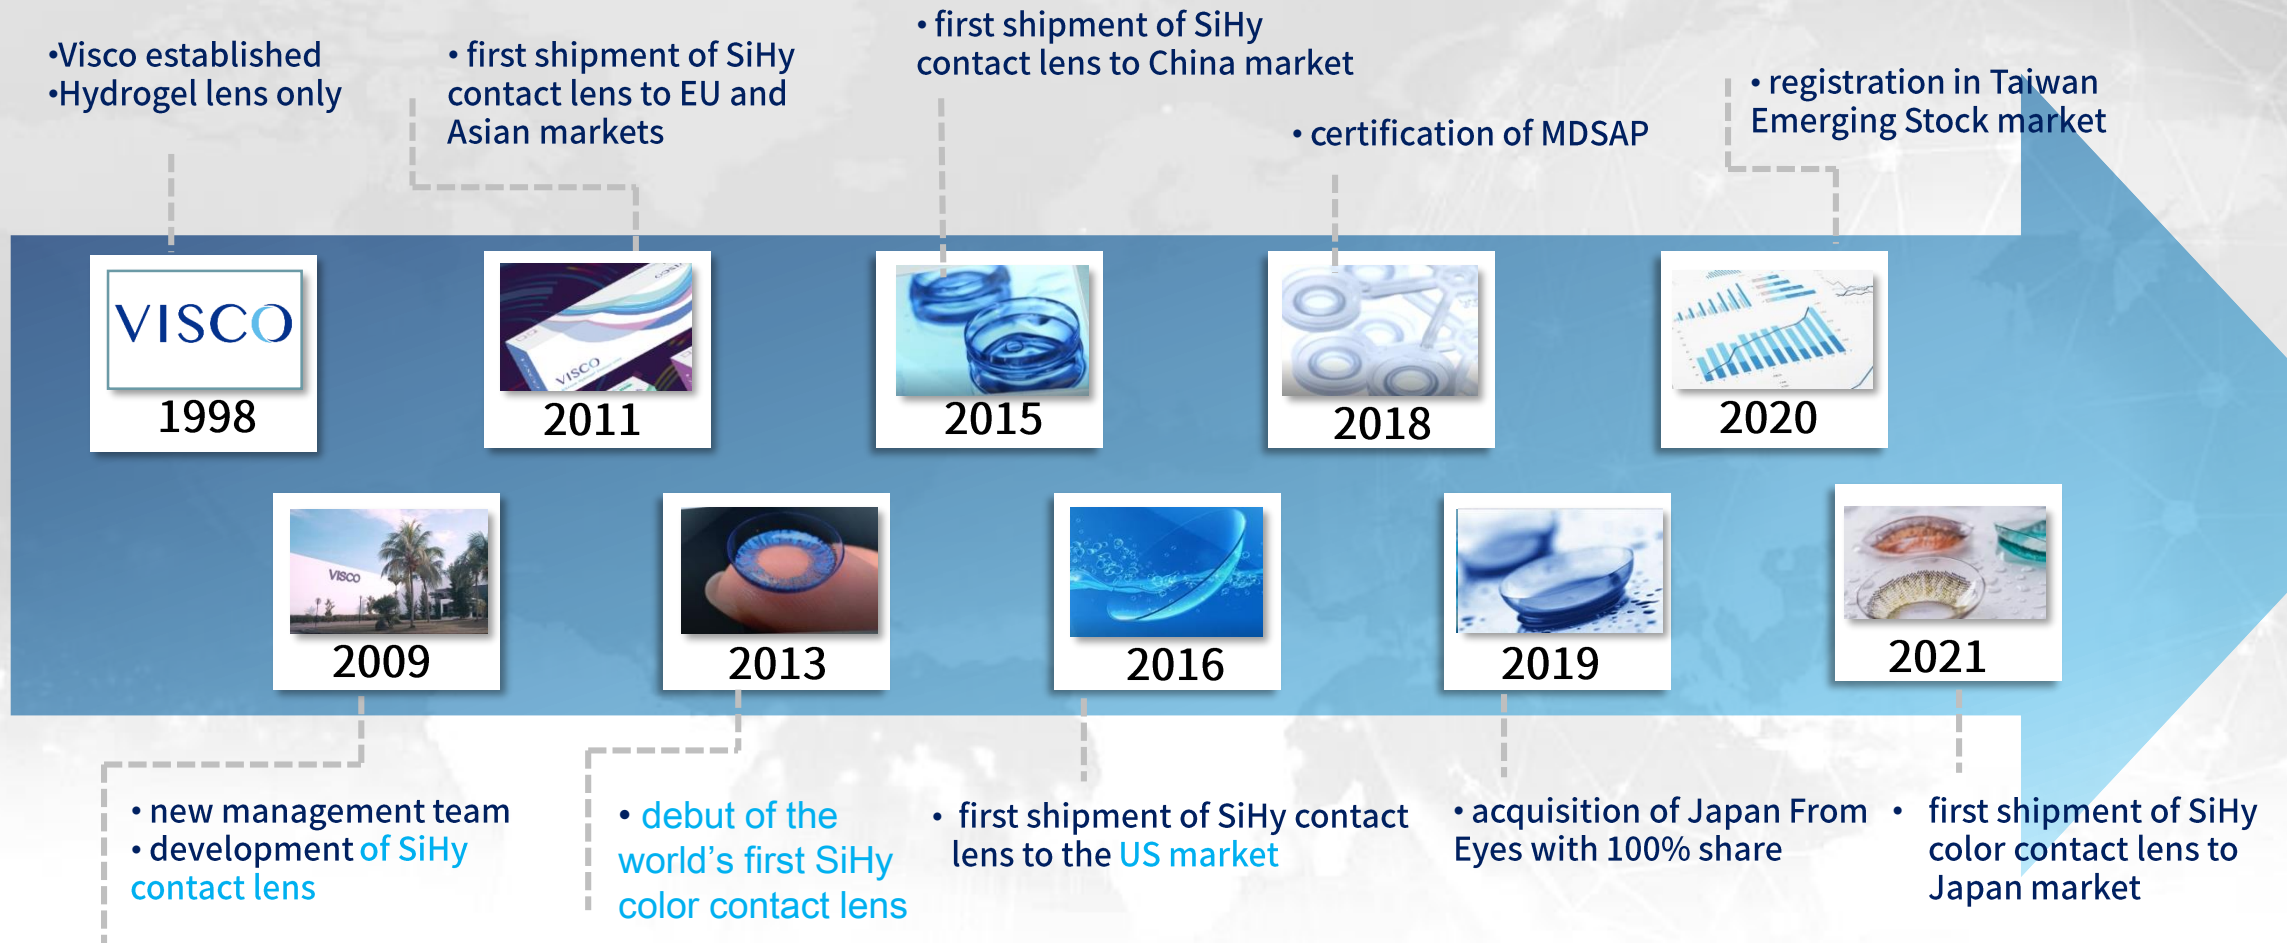 •Visco established
•Hydrogel lens only
• first shipment of SiHy
contact lens to EU and
Asian markets
• first shipment of SiHy
contact lens to China market
• certification of MDSAP
• registration in Taiwan
Emerging Stock market
VISCO
1998
VISCO
2011
2015
2018
2020
VISCO
2009
2013
2016
2019
2021
• new management team
• development of SiHy
contact lens
• debut of the
world’s first SiHy
color contact lens
• first shipment of SiHy contact
lens to the US market
• acquisition of Japan From
Eyes with 100% share
• first shipment of SiHy
color contact lens to
Japan market